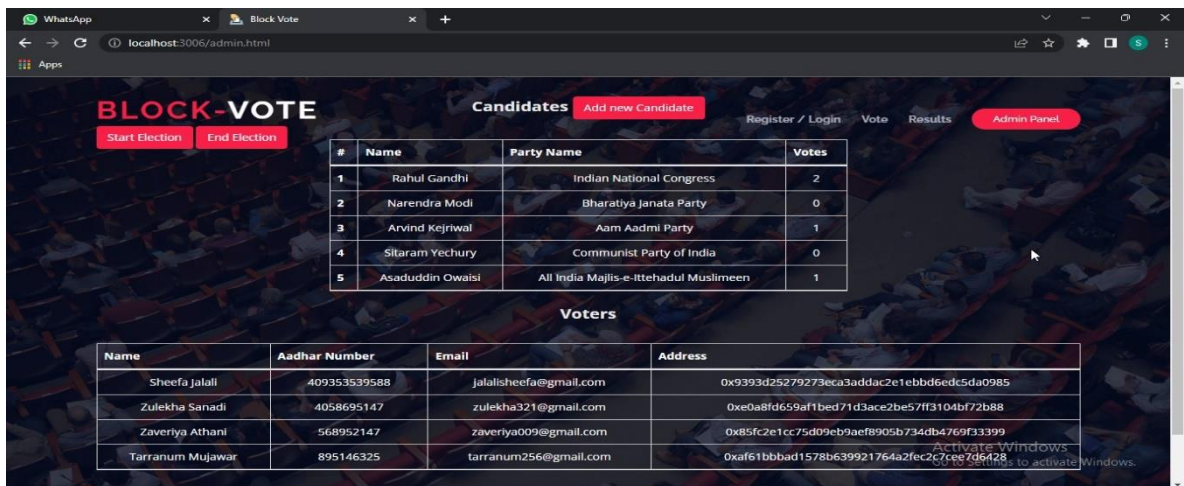 WhatsApp Block Vote
localhost:3006/admin.html
Apps
BLOCK-VOTE
Candidates Add new Candidate
Register / Login Vote Results Admin Panel
Start Election End Election
# Name Party Name Votes
1 Rahul Gandhi Indian National Congress 2
2 Narendra Modi Bharatiya Janata Party 0
3 Arvind Kejriwal Aam Aadmi Party 1
4 Sitaram Yechury Communist Party of India 0
5 Asaduddin Owaisi All India Majlis-e-Ittehadul Muslimeen 1
Voters
Name Aadhar Number Email Address
Sheefa Jalali 409353539588 jalalisheefa@gmail.com 0x9393d25279273eca3addac2e1ebbd6edc5da0985
Zulekha Sanadi 4058695147 zulekha321@gmail.com 0xe0a8fd659af1bed71d3ace2be57ff3104bf72b88
Zaveriya Athani 568952147 zaveriya009@gmail.com 0x85fc2e1cc75d09eb9aef8905b734db4769f33399
Tarranum Mujawar 895146325 tarranum256@gmail.com 0xaf61bbbad1578b639921764a2fec2c7cee7d6428
Activate Windows
Go to Settings to activate Windows.